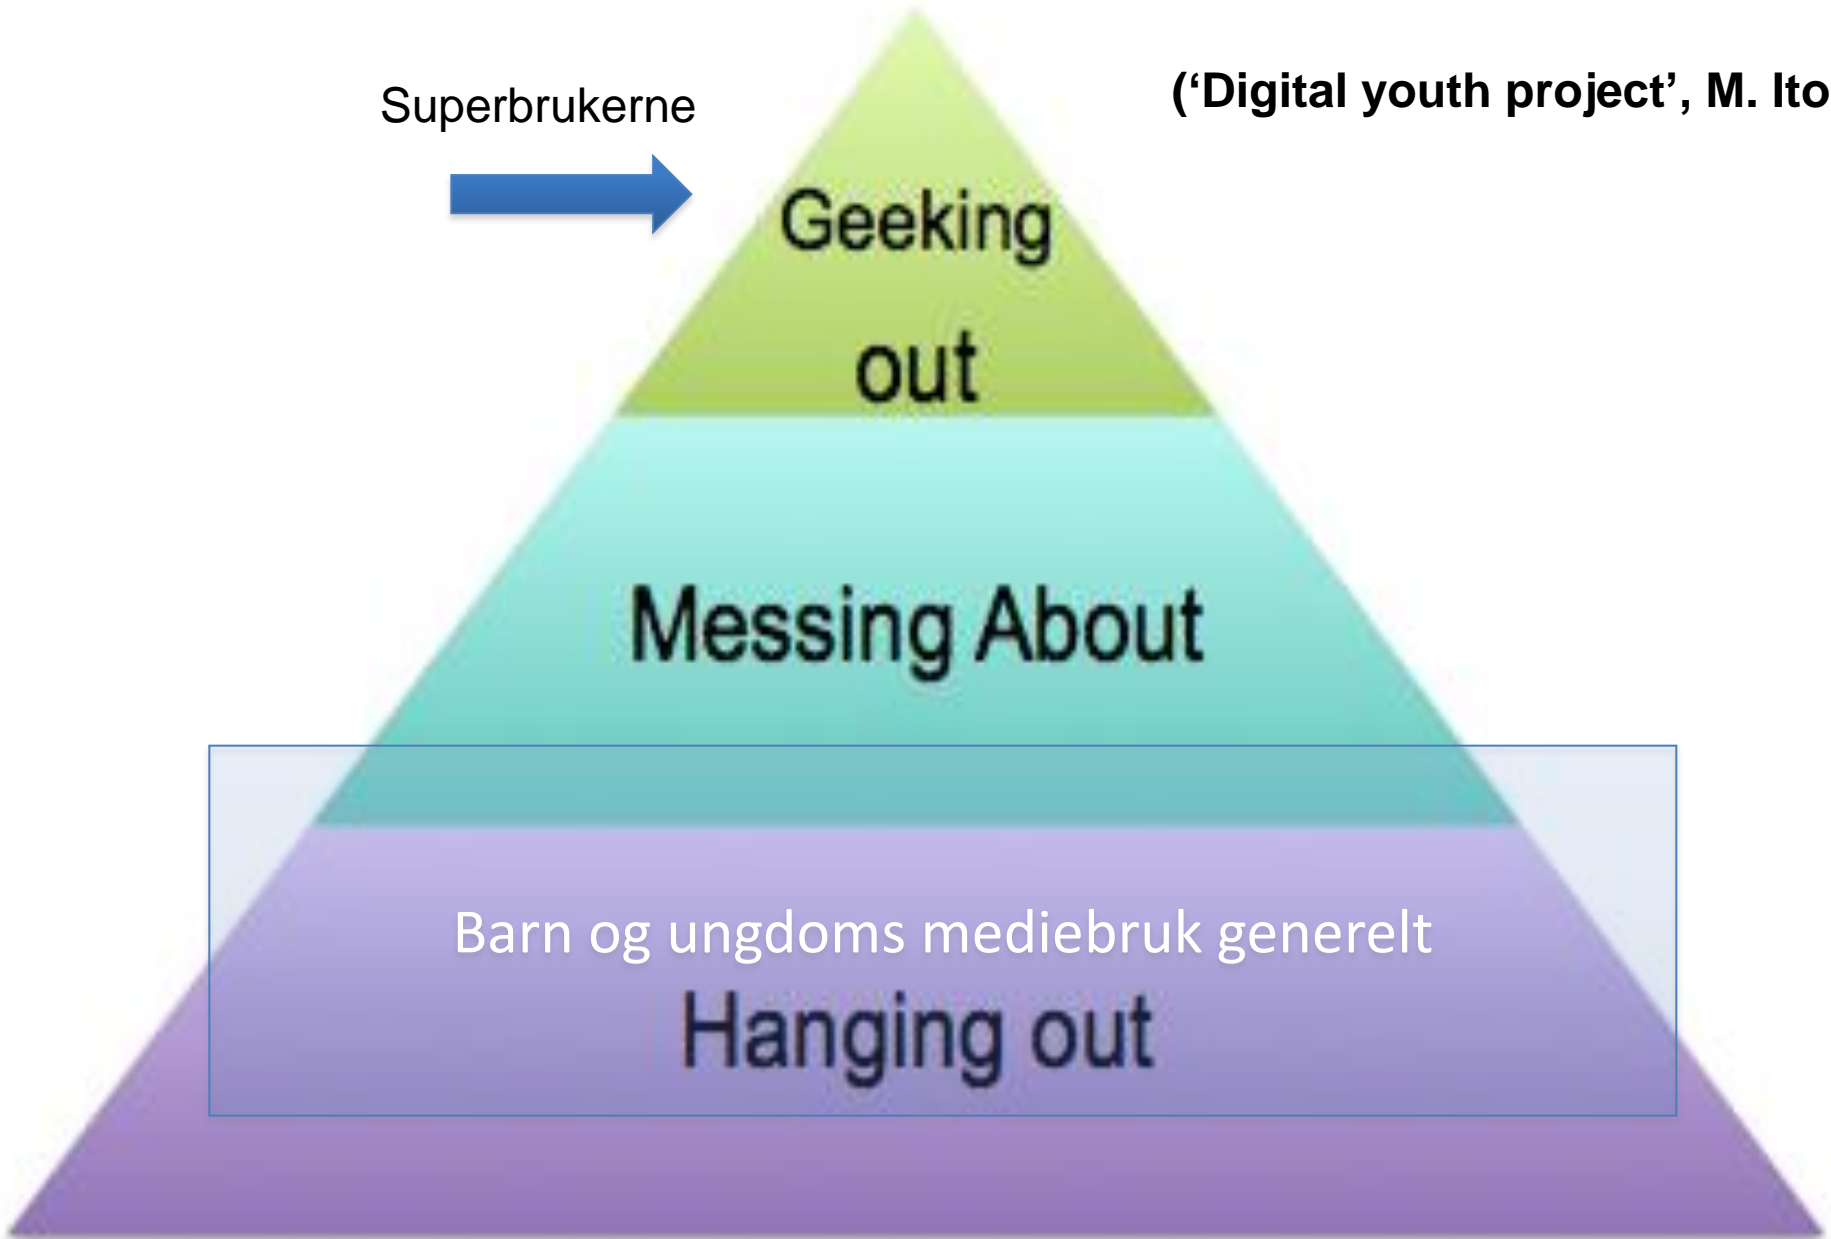 Superbrukerne
(‘Digital youth project’, M. Ito
Geeking
out
Messing About
Barn og ungdoms mediebruk generelt
Hanging out